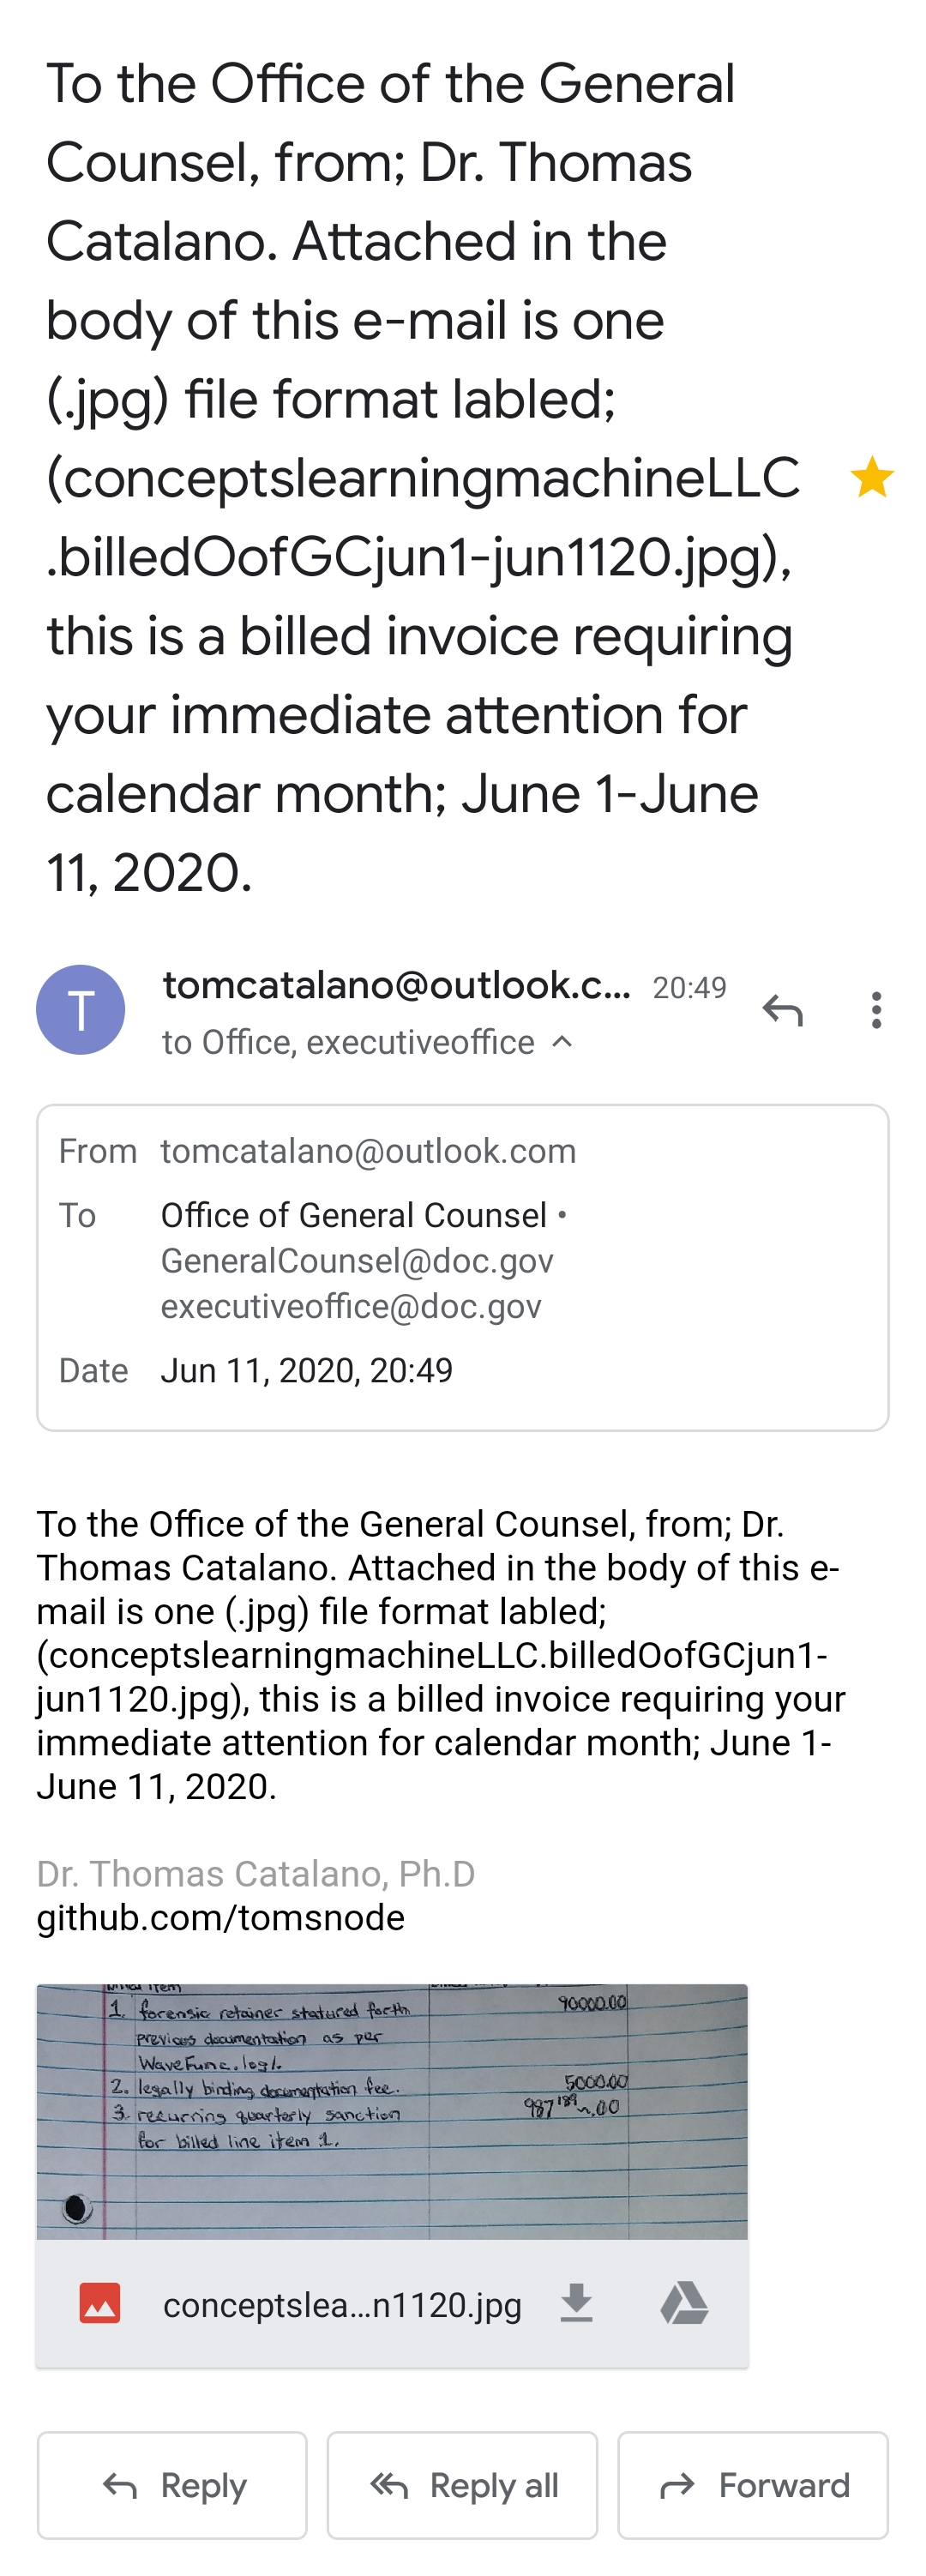 To the Office of the General
Counsel, from; Dr. Thomas
Catalano. Attached in the
body of this e-mail is one
(.jpg) file format labled;
(conceptslearningmachineLLC
.billedOofGCjun1-jun1120.jpg),
this is a billed invoice requiring
your immediate attention for
calendar month; June 1-June
11, 2020.
T
tomcatalano@outlook.c... 20:49
to Office, executiveoffice
From tomcatalano@outlook.com
To Office of General Counsel •
GeneralCounsel@doc.gov
executiveoffice@doc.gov
Date Jun 11, 2020, 20:49
To the Office of the General Counsel, from; Dr.
Thomas Catalano. Attached in the body of this e-
mail is one (.jpg) file format labled;
(conceptslearningmachineLLC.billedOofGCjun1-
jun1120.jpg), this is a billed invoice requiring your
immediate attention for calendar month; June 1-
June 11, 2020.
Dr. Thomas Catalano, Ph.D
github.com/tomsnode
item
1. forensic retainer statured forth 90000.00
previous documentation as per
WaveFunc.log1.
2. legally binding documentation fee. 5000.00
3. recurring quarterly sanction
for billed line item 1.
conceptslea...n1120.jpg
Reply
Reply all
Forward